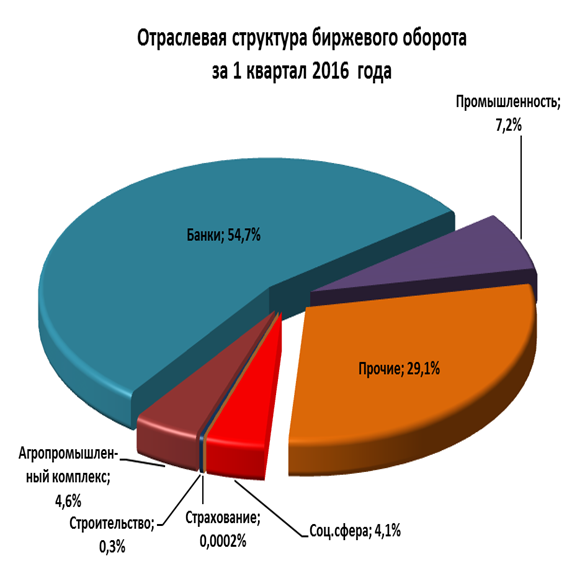 Отраслевая структура биржевого оборота
за 1 квартал 2016 года
Промышленность;
7,2%
Банки; 54,7%
Прочие; 29,1%
Агропромышлен-
ный комплекс;
4,6%
Строительство;
0,3%
Страхование;
0,0002%
Соц.сфера; 4,1%